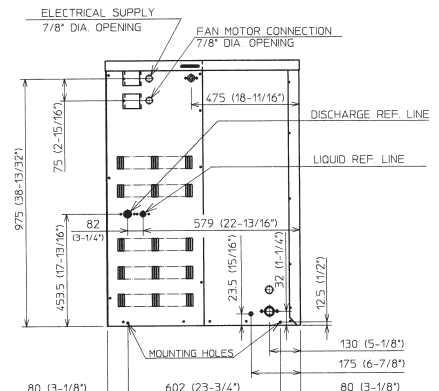 ELECTRICAL SUPPLY
7/8" DIA. OPENING
FAN MOTOR CONNECTION
7/8" DIA. OPENING
475 (18-11/16")
DISCHARGE REF. LINE
LIQUID REF. LINE
975 (38-13/32")
75 (2-15/16")
82
(3-1/4")
579 (22-13/16")
453.5 (17-13/16")
23.5 (15/16")
32 (1-1/4")
12.5 (1/2")
130 (5-1/8")
MOUNTING HOLES
175 (6-7/8")
80 (3-1/8")
602 (23-3/4")
80 (3-1/8")